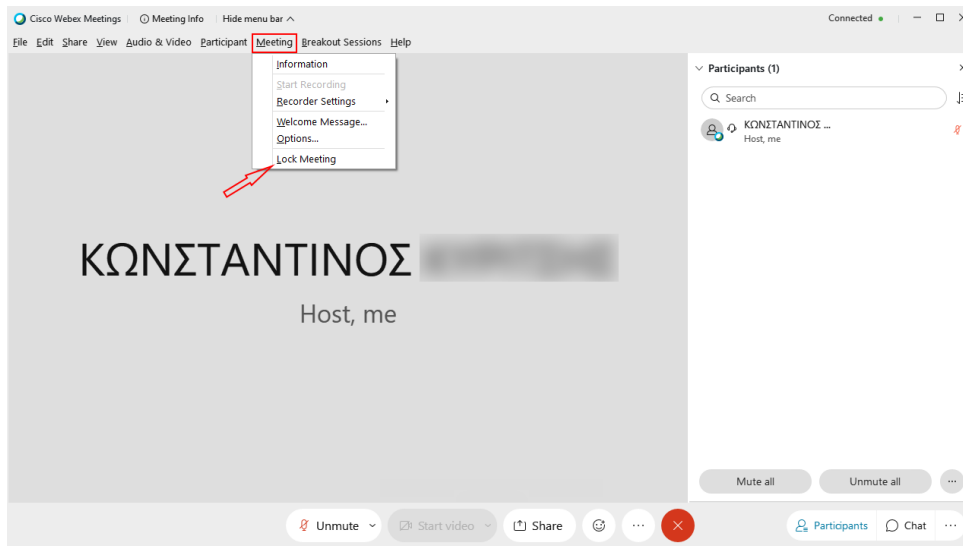 Cisco Webex Meetings Meeting Info Hide menu bar Connected
File Edit Share View Audio & Video Participant Meeting Breakout Sessions Help
Information
Start Recording
Recorder Settings
Welcome Message...
Options...
Lock Meeting
Participants (1)
Search
ΚΩΝΣΤΑΝΤΙΝΟΣ ...
Host, me
ΚΩΝΣΤΑΝΤΙΝΟΣ
Host, me
Mute all Unmute all ...
Unmute Start video Share ... Participants Chat ...